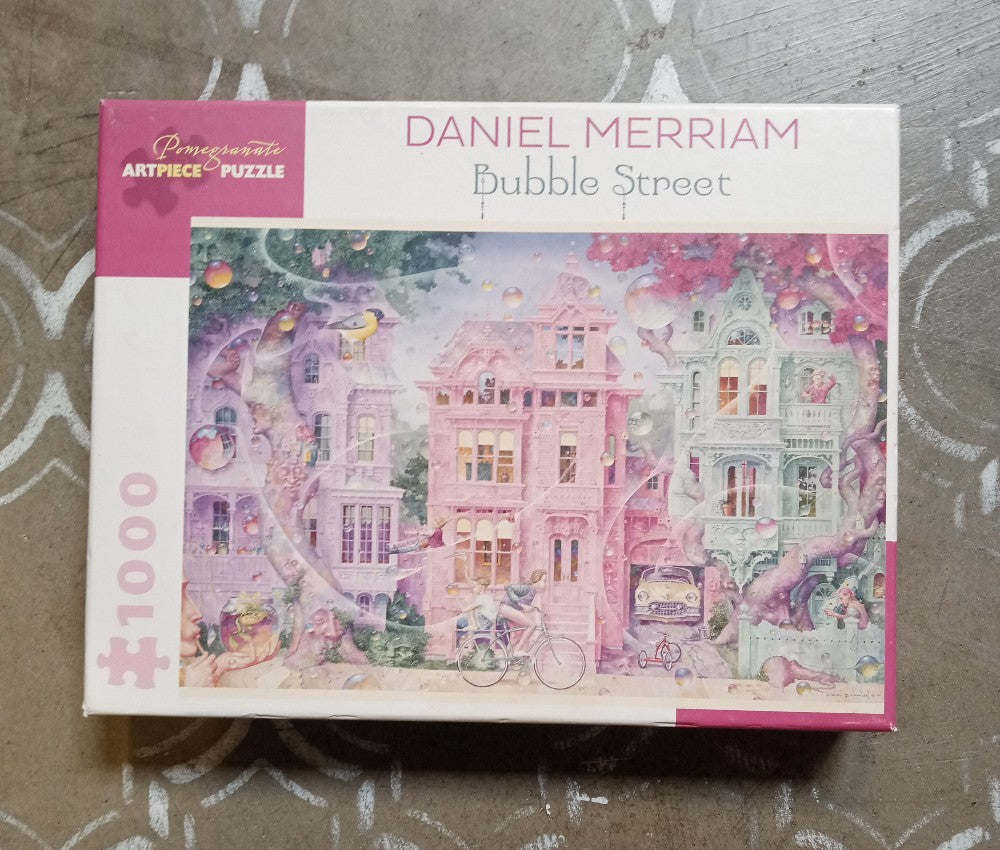 Pomegranate
ARTPIECE PUZZLE
DANIEL MERRIAM
Bubble Street
1000